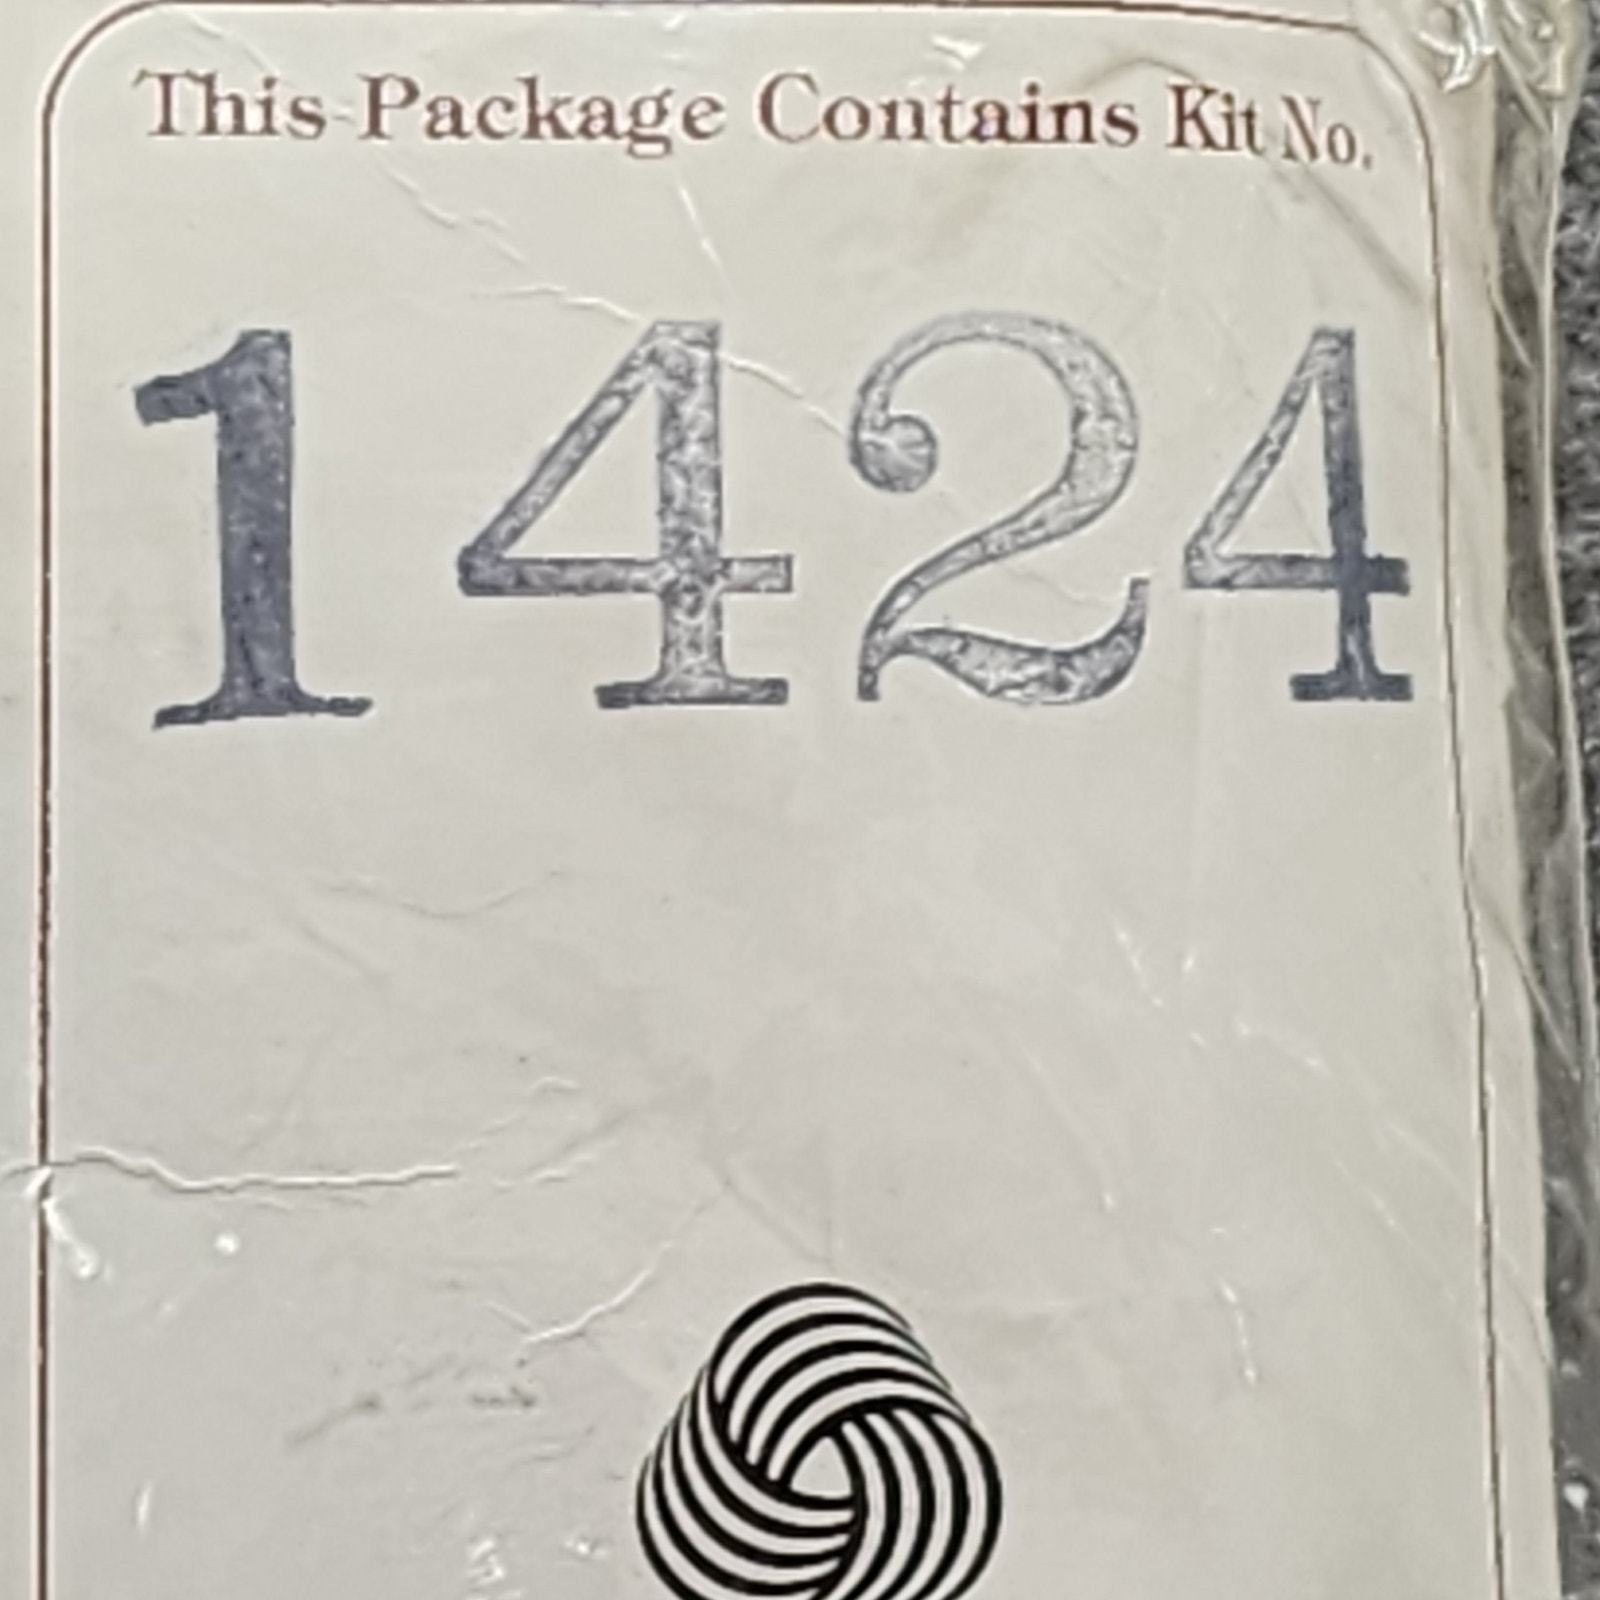 This Package Contains Kit No.
1424